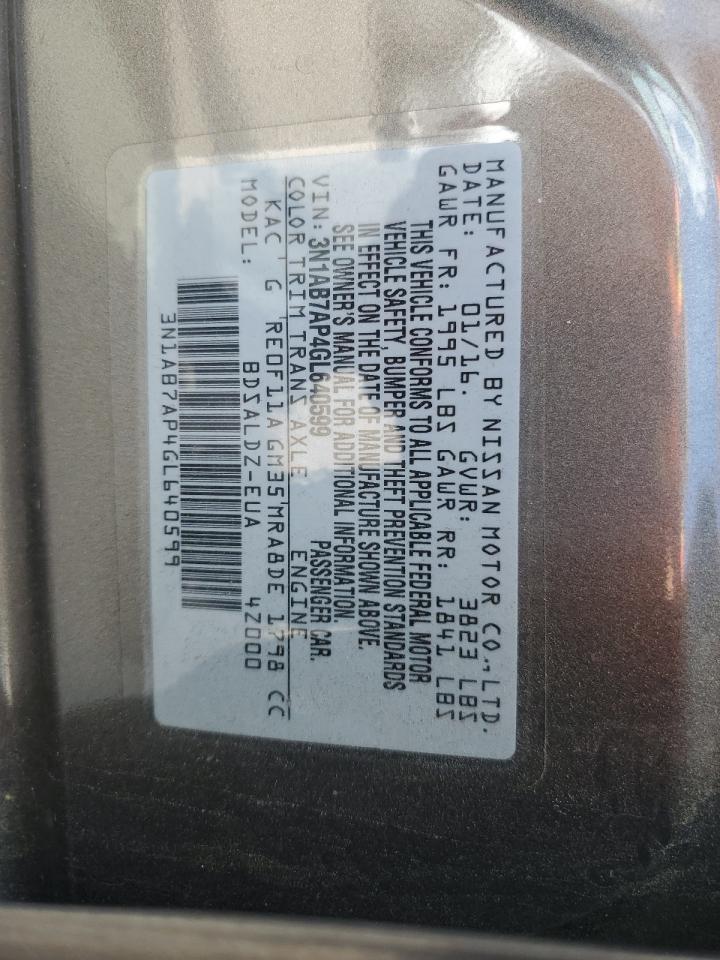 MANUFACTURED BY NISSAN MOTOR CO., LTD.
DATE: 01/16. GVWR: 3823 LBS
GAWR FR: 1995 LBS GAWR RR: 1841 LBS
THIS VEHICLE CONFORMS TO ALL APPLICABLE FEDERAL MOTOR
VEHICLE SAFETY, BUMPER AND THEFT PREVENTION STANDARDS
IN EFFECT ON THE DATE OF MANUFACTURE SHOWN ABOVE.
SEE OWNER'S MANUAL FOR ADDITIONAL INFORMATION
VIN: 3N1AB7AP4GL640599 PASSENGER CAR.
COLOR TRIM TRANS AXLE ENGINE
KAC' G 'REOF11A GM35'MRA8DE 1798 CC
MODEL: BDSALDZ-EUA 4Z000
3N1AB7AP4GL640599